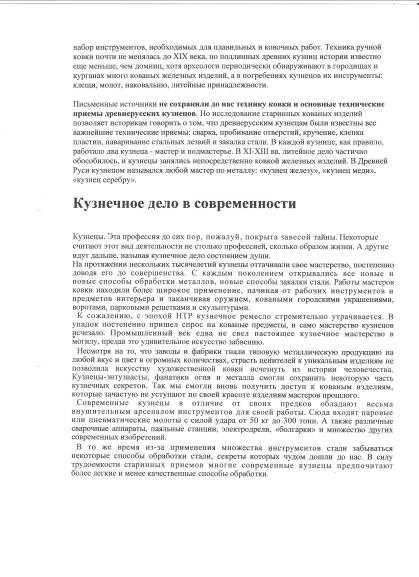 набор инструментов, необходимых для плавильных и ковочных работ. Техника ручной
ковки почти не менялась до XIX века, но подлинных древних кузниц истории известно
еще меньше, чем домниц, хотя археологи периодически обнаруживают в городищах и
курганах много кованых железных изделий, а в погребениях кузнецов их инструменты:
клещи, молот, наковальню, литейные принадлежности.
Письменные источники не сохранили до нас технику ковки и основные технические
приемы древнерусских кузнецов. Но исследование старинных кованых изделий
позволяет историкам говорить о том, что древнерусским кузнецам были известны все
важнейшие технические приемы: сварка, пробивание отверстий, кручение, клепка
пластин, наваривание стальных лезвий и закалка стали. В каждой кузнице, как правило,
работало два кузнеца - мастер и подмастерье. В XI-XIII вв. литейное дело частично
обособилось, и кузнецы занялись непосредственно ковкой железных изделий. В Древней
Руси кузнецом назывался любой мастер по металлу: «кузнец железу», «кузнец меди»,
«кузнец серебру».
Кузнечное дело в современности
Кузнецы. Эта профессия до сих пор, пожалуй, покрыта завесой тайны. Некоторые
считают этот вид деятельности не столько профессией, сколько образом жизни. А другие
идут дальше, называя кузнечное дело состоянием души.
На протяжении нескольких тысячелетий кузнецы оттачивали свое мастерство, постепенно
доводя его до совершенства. С каждым поколением открывались все новые и
новые способы обработки металлов, новые способы закалки стали. Работы мастеров
ковки находили более широкое применение, начиная от рабочих инструментов и
предметов интерьера и заканчивая оружием, коваными городскими украшениями,
воротами, парковыми решетками и скульптурами.
К сожалению, с эпохой НТР кузнечное ремесло стремительно утрачивается. В
упадок постепенно пришел спрос на кованые предметы, и само мастерство кузнецов
исчезало. Промышленный век едва не свел настоящее кузнечное мастерство в
могилу, предав это удивительное искусство забвению.
Несмотря на то, что заводы и фабрики гнали типовую металлическую продукцию на
любой вкус и цвет в огромных количествах, страсть ценителей к уникальным изделиям не
позволила искусству художественной ковки исчезнуть из истории человечества.
Кузнецы-энтузиасты, фанатики огня и металла смогли сохранить некоторую часть
кузнечных секретов. Так мы смогли вновь получить доступ к кованым изделиям,
которые зачастую не уступают по своей красоте изделиям мастеров прошлого.
Современные кузнецы в отличие от своих предков обладают весьма
внушительным арсеналом инструментов для своей работы. Сюда входят паровые
или пневматические молоты с силой удара от 50 кг до 300 тонн. А также различные
сварочные аппараты, паяльные станции, электродрели, «болгарки» и множество других
современных изобретений.
В то же время из-за применения множества инструментов стали забываться
некоторые способы обработки стали, секреты которых чудом дошли до нас. В силу
трудоемкости старинных приемов многие современные кузнецы предпочитают
более легкие и менее качественные способы обработки.